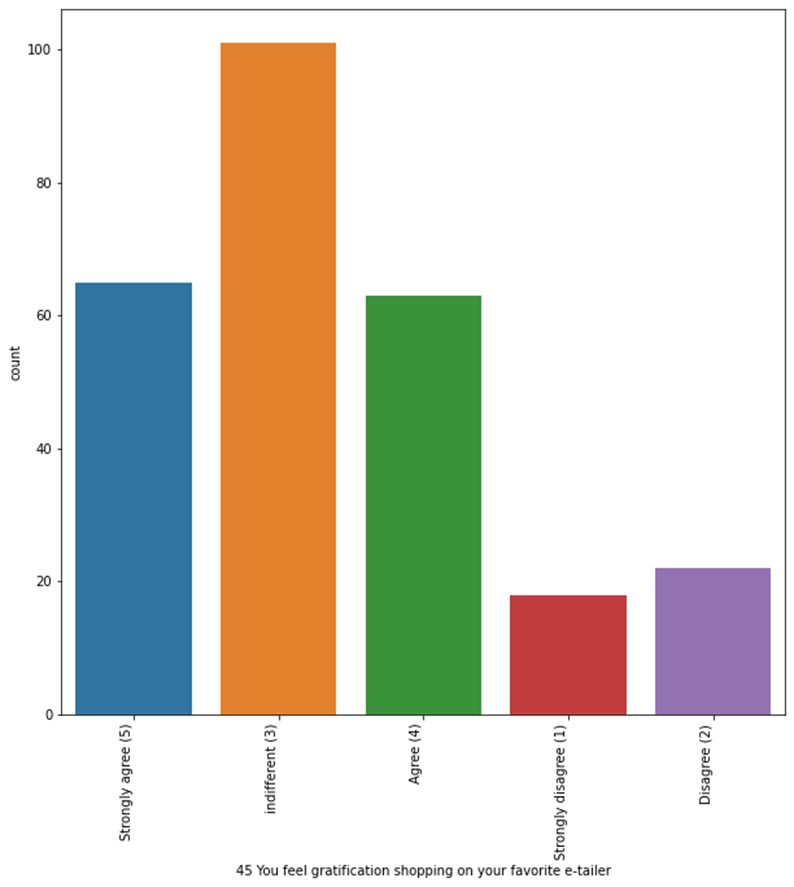 100
80
60
40
20
0
count
Strongly agree (5)
indifferent (3)
Agree (4)
Strongly disagree (1)
Disagree (2)
45 You feel gratification shopping on your favorite e-tailer